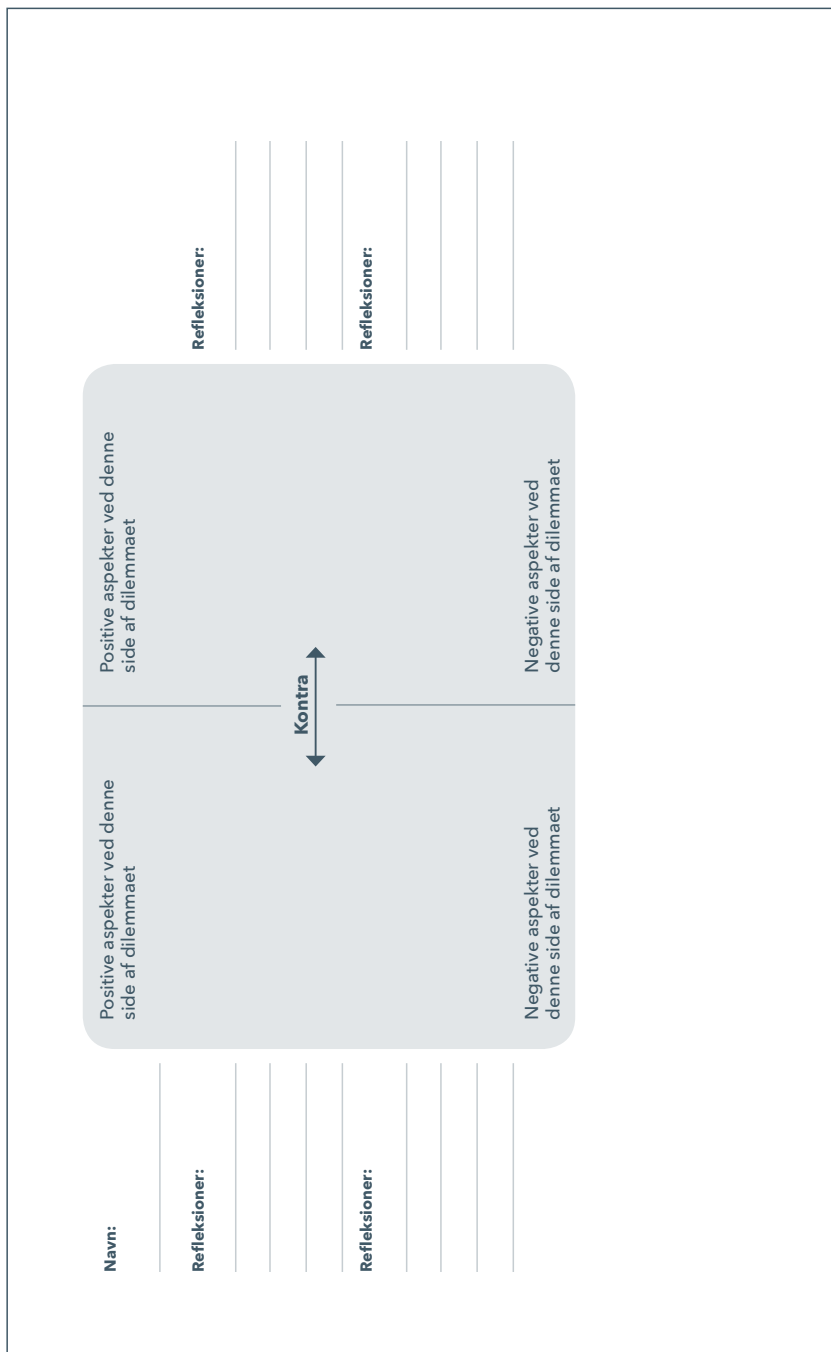 Navn:
Refleksioner:
Refleksioner:
Positive aspekter ved denne
side af dilemmaet
Positive aspekter ved denne
side af dilemmaet
Kontra
Negative aspekter ved
denne side af dilemmaet
Negative aspekter ved
denne side af dilemmaet
Refleksioner:
Refleksioner: